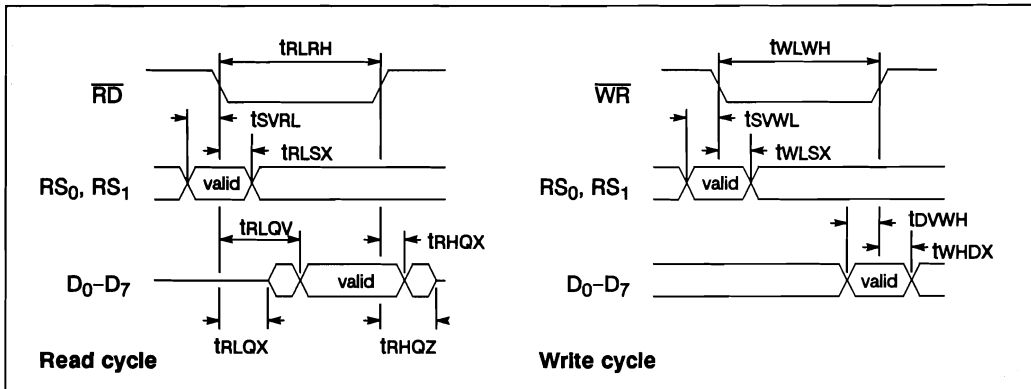 tRLRH
RD
tSVRL
tRLSX
RS0, RS1
valid
tRLQV
tRHQX
D0–D7
valid
tRLQX
tRHQZ
Read cycle
tWLWH
WR
tSVWL
tWLSX
RS0, RS1
valid
tDVWH
tWHDX
D0–D7
valid
Write cycle